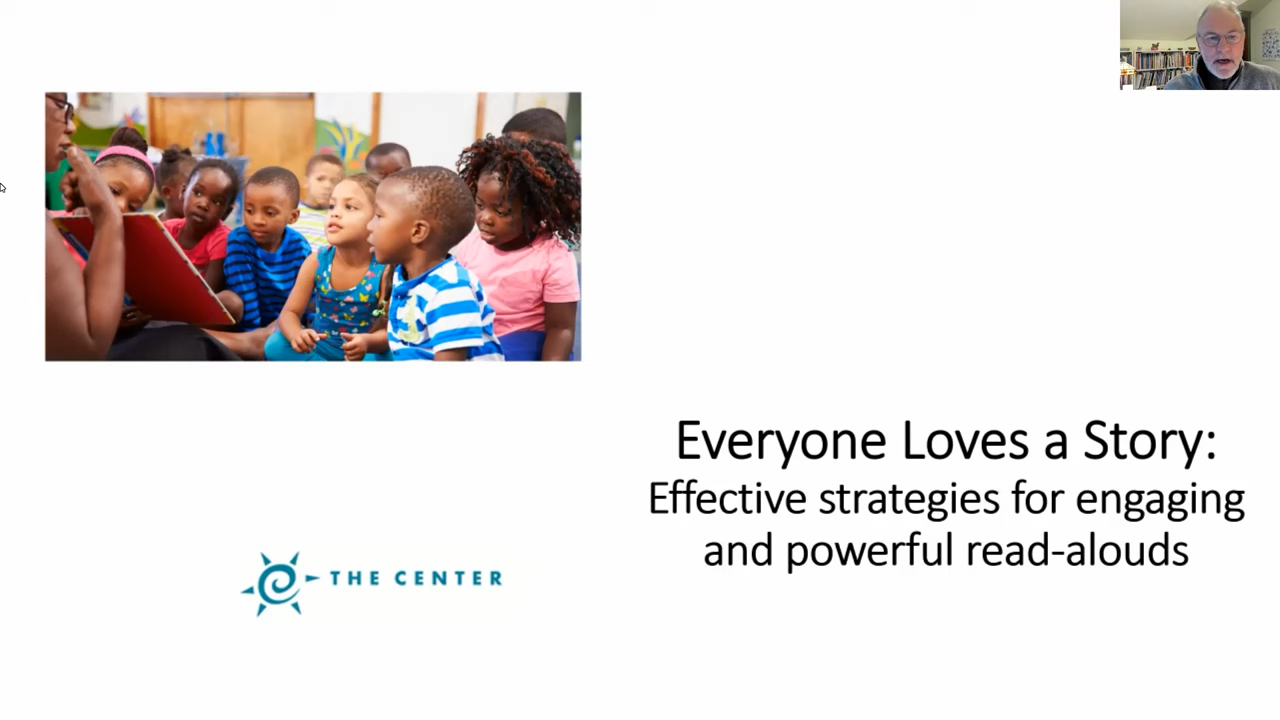 Everyone Loves a Story:
Effective strategies for engaging
and powerful read-alouds
THE CENTER